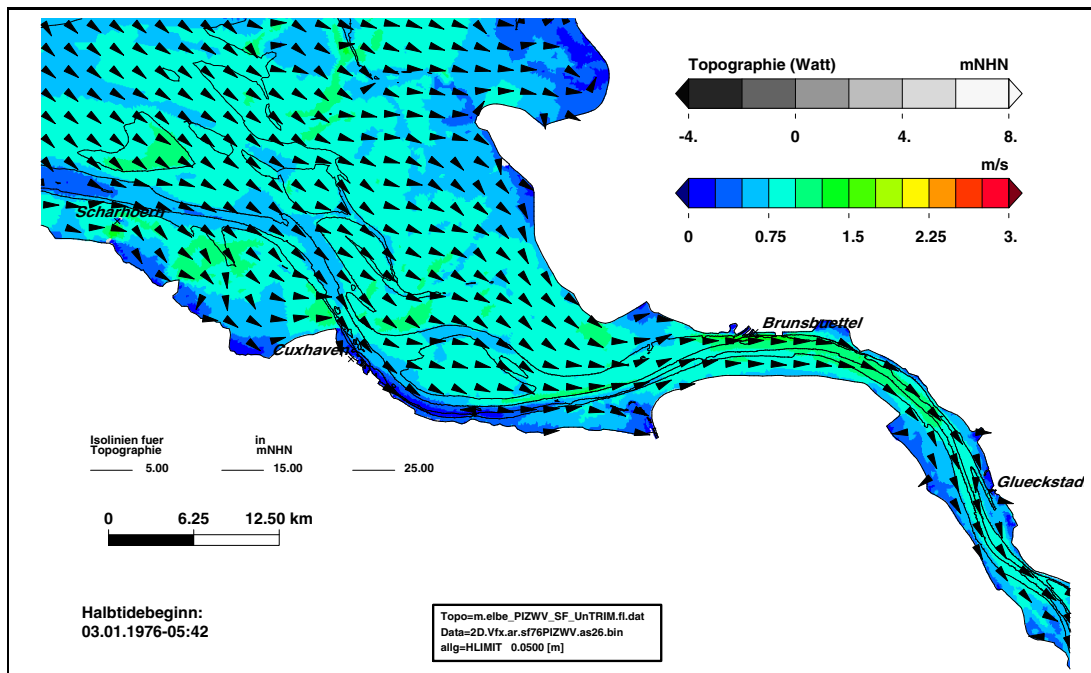 Topographie (Watt) mNHN
-4. 0 4. 8.
m/s
0 0.75 1.5 2.25 3.
Scharhoern
Brunsbuettel
Cuxhaven
Glueckstad
Isolinien fuer in
Topographie mNHN
5.00 15.00 25.00
0 6.25 12.50 km
Halbtidebeginn:
03.01.1976-05:42
Topo=m.elbe_PIZWV_SF_UnTRIM.fl.dat
Data=2D.Vfx.ar.sf76PIZWV.as26.bin
allg=HLIMIT 0.0500 [m]